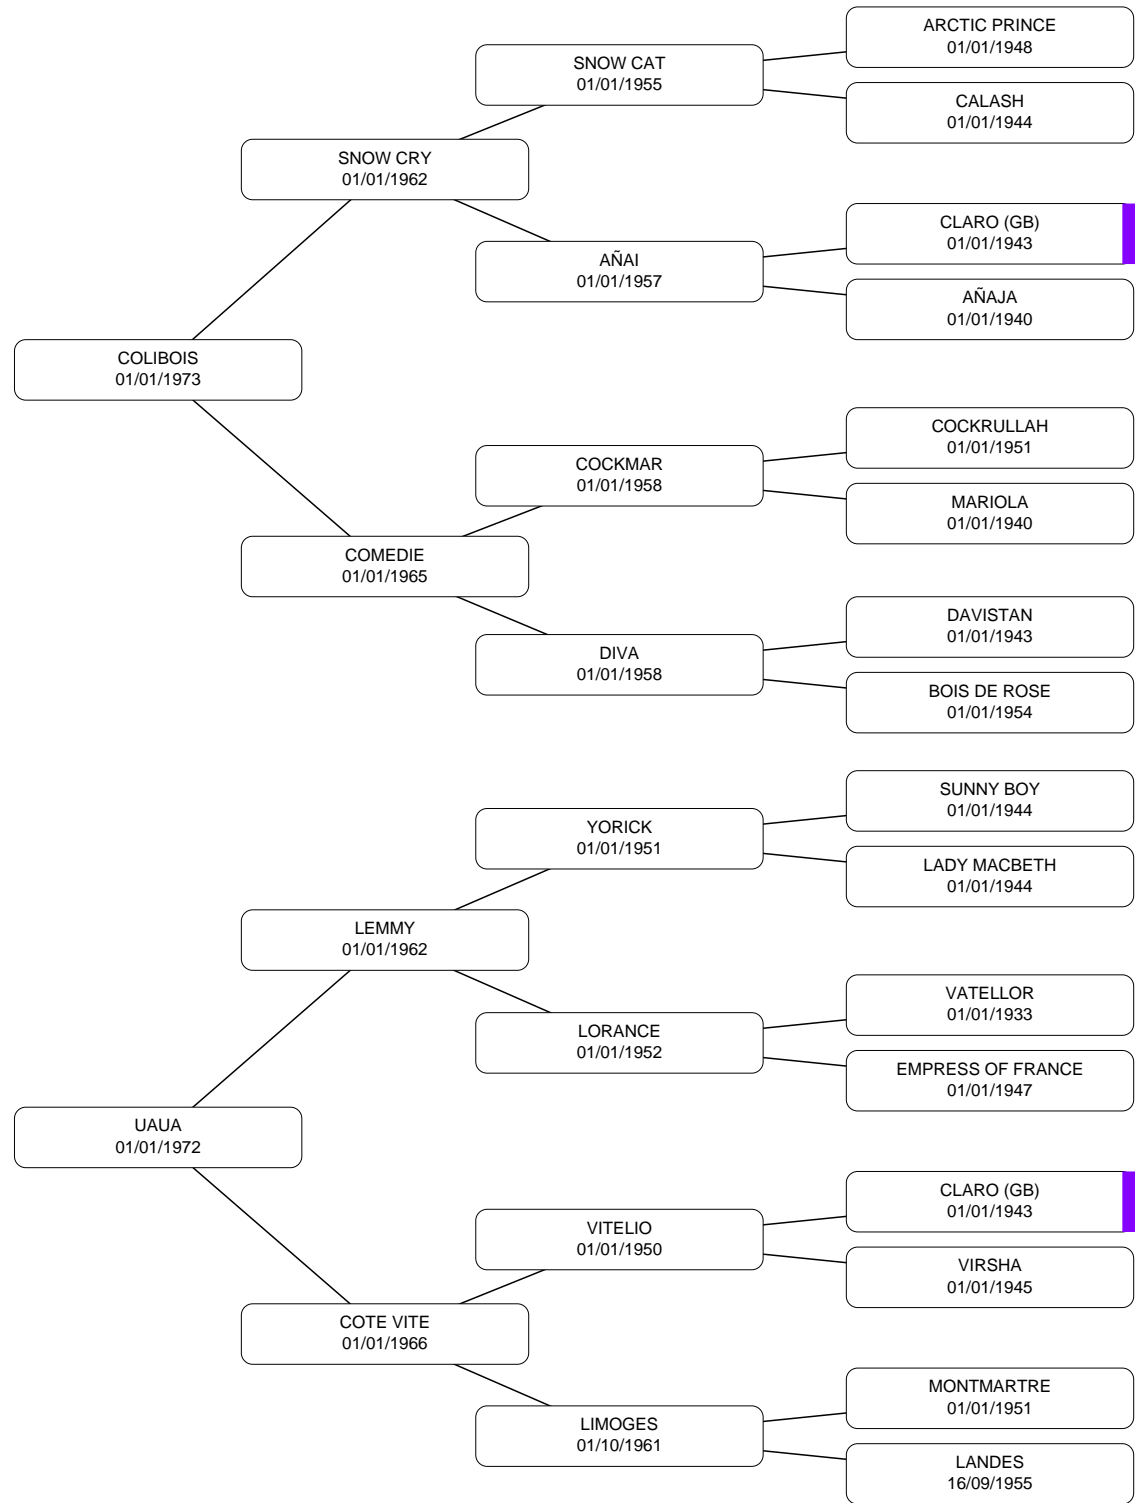 ARCTIC PRINCE
01/01/1948
SNOW CAT
01/01/1955
CALASH
01/01/1944
SNOW CRY
01/01/1962
CLARO (GB)
01/01/1943
AÑAI
01/01/1957
AÑAJA
01/01/1940
COLIBOIS
01/01/1973
COCKRULLAH
01/01/1951
COCKMAR
01/01/1958
MARIOLA
01/01/1940
COMEDIE
01/01/1965
DAVISTAN
01/01/1943
DIVA
01/01/1958
BOIS DE ROSE
01/01/1954
SUNNY BOY
01/01/1944
YORICK
01/01/1951
LADY MACBETH
01/01/1944
LEMMY
01/01/1962
VATELLOR
01/01/1933
LORANCE
01/01/1952
EMPRESS OF FRANCE
01/01/1947
UAUA
01/01/1972
CLARO (GB)
01/01/1943
VITELIO
01/01/1950
VIRSHA
01/01/1945
COTE VITE
01/01/1966
MONTMARTRE
01/01/1951
LIMOGES
01/10/1961
LANDES
16/09/1955